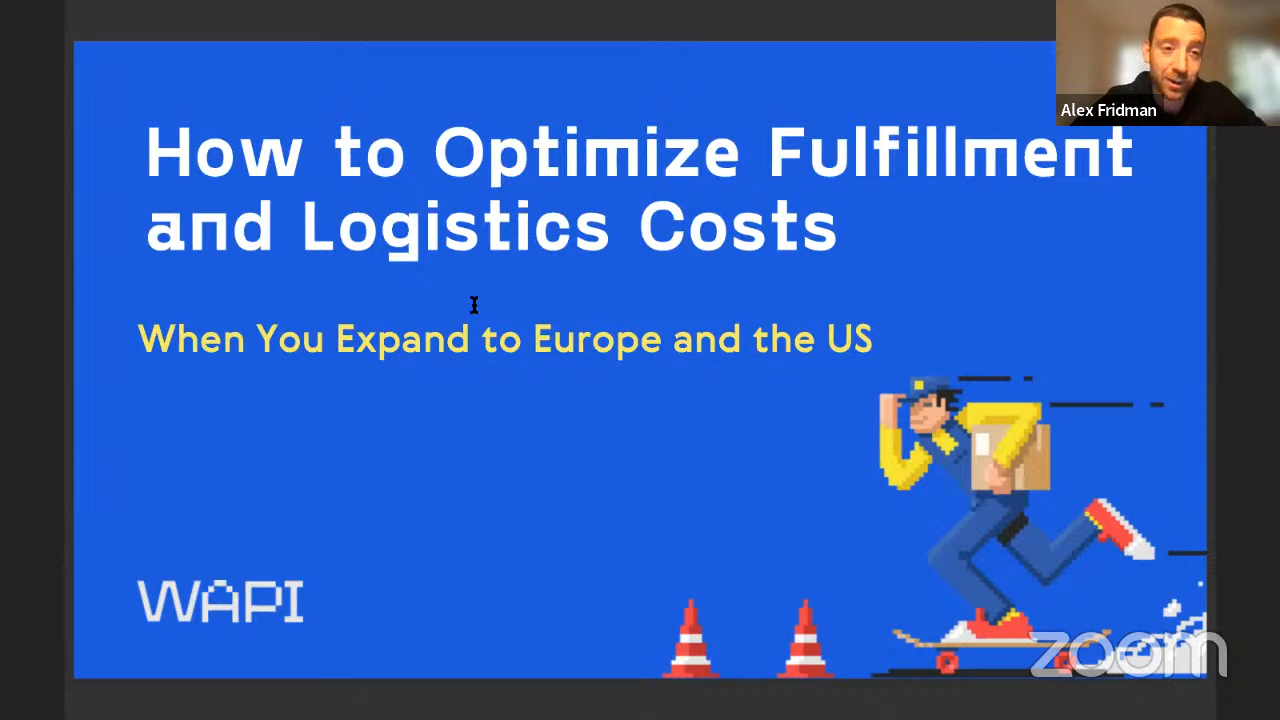 Alex Fridman
How to Optimize Fulfillment
and Logistics Costs
When You Expand to Europe and the US
WAPI
zoom